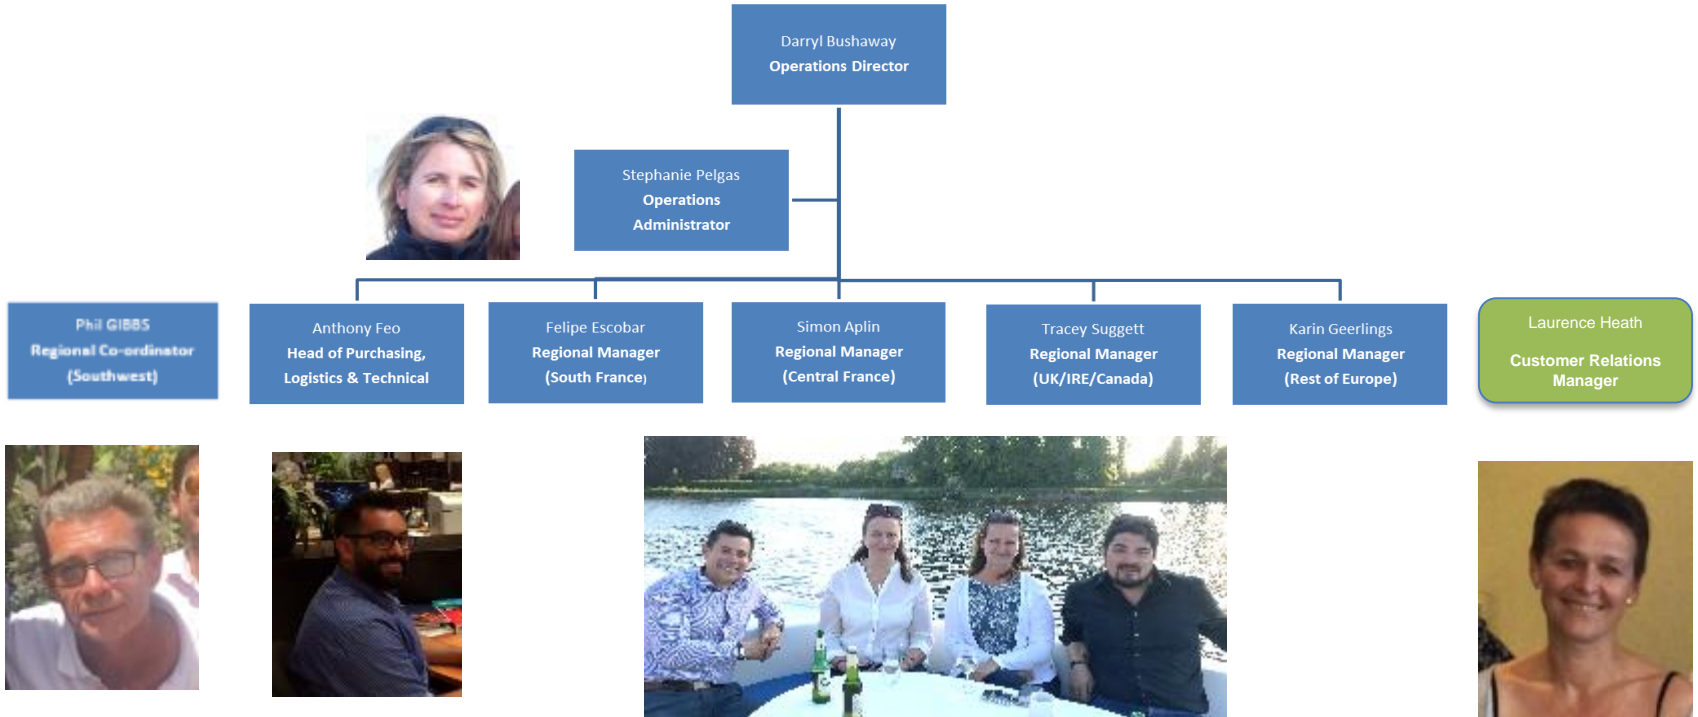 Darryl Bushaway
Operations Director
Stephanie Pelgas
Operations
Administrator
Phil GIBBS
Regional Co-ordinator
(Southwest)
Anthony Feo
Head of Purchasing,
Logistics & Technical
Felipe Escobar
Regional Manager
(South France)
Simon Aplin
Regional Manager
(Central France)
Tracey Suggett
Regional Manager
(UK/IRE/Canada)
Karin Geerlings
Regional Manager
(Rest of Europe)
Laurence Heath
Customer Relations
Manager